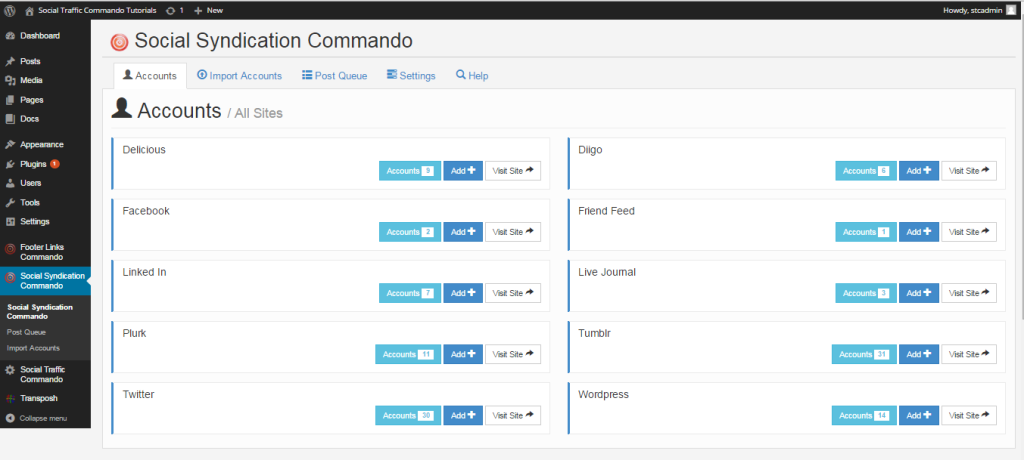 Social Traffic Commando Tutorials 1 + New Howdy, stcadmin
Dashboard
Posts
Media
Pages
Docs
Appearance
Plugins 1
Users
Tools
Settings
Footer Links
Commando
Social Syndication
Commando
Social Syndication
Commando
Post Queue
Import Accounts
Social Traffic
Commando
Transposh
Collapse menu
Social Syndication Commando
Accounts Import Accounts Post Queue Settings Help
Accounts / All Sites
Delicious
Accounts 9 Add + Visit Site
Diigo
Accounts 6 Add + Visit Site
Facebook
Accounts 2 Add + Visit Site
Friend Feed
Accounts 1 Add + Visit Site
Linked In
Accounts 7 Add + Visit Site
Live Journal
Accounts 3 Add + Visit Site
Plurk
Accounts 11 Add + Visit Site
Tumblr
Accounts 31 Add + Visit Site
Twitter
Accounts 30 Add + Visit Site
Wordpress
Accounts 14 Add + Visit Site